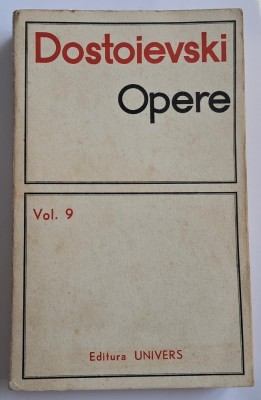 Dostoievski
Opere
Vol. 9
Editura UNIVERS